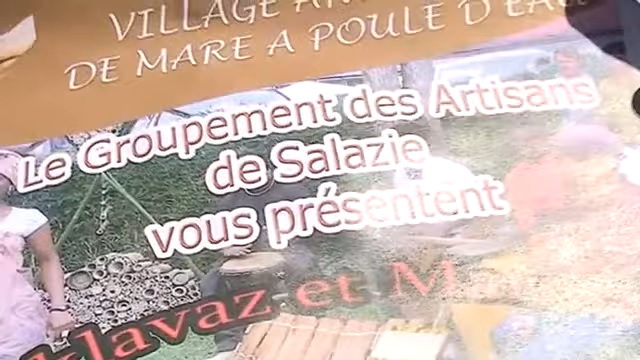 VILLAGE
DE MARE A POULE D'EAU
Le Groupement des Artisans
de Salazie
vous présentent
et